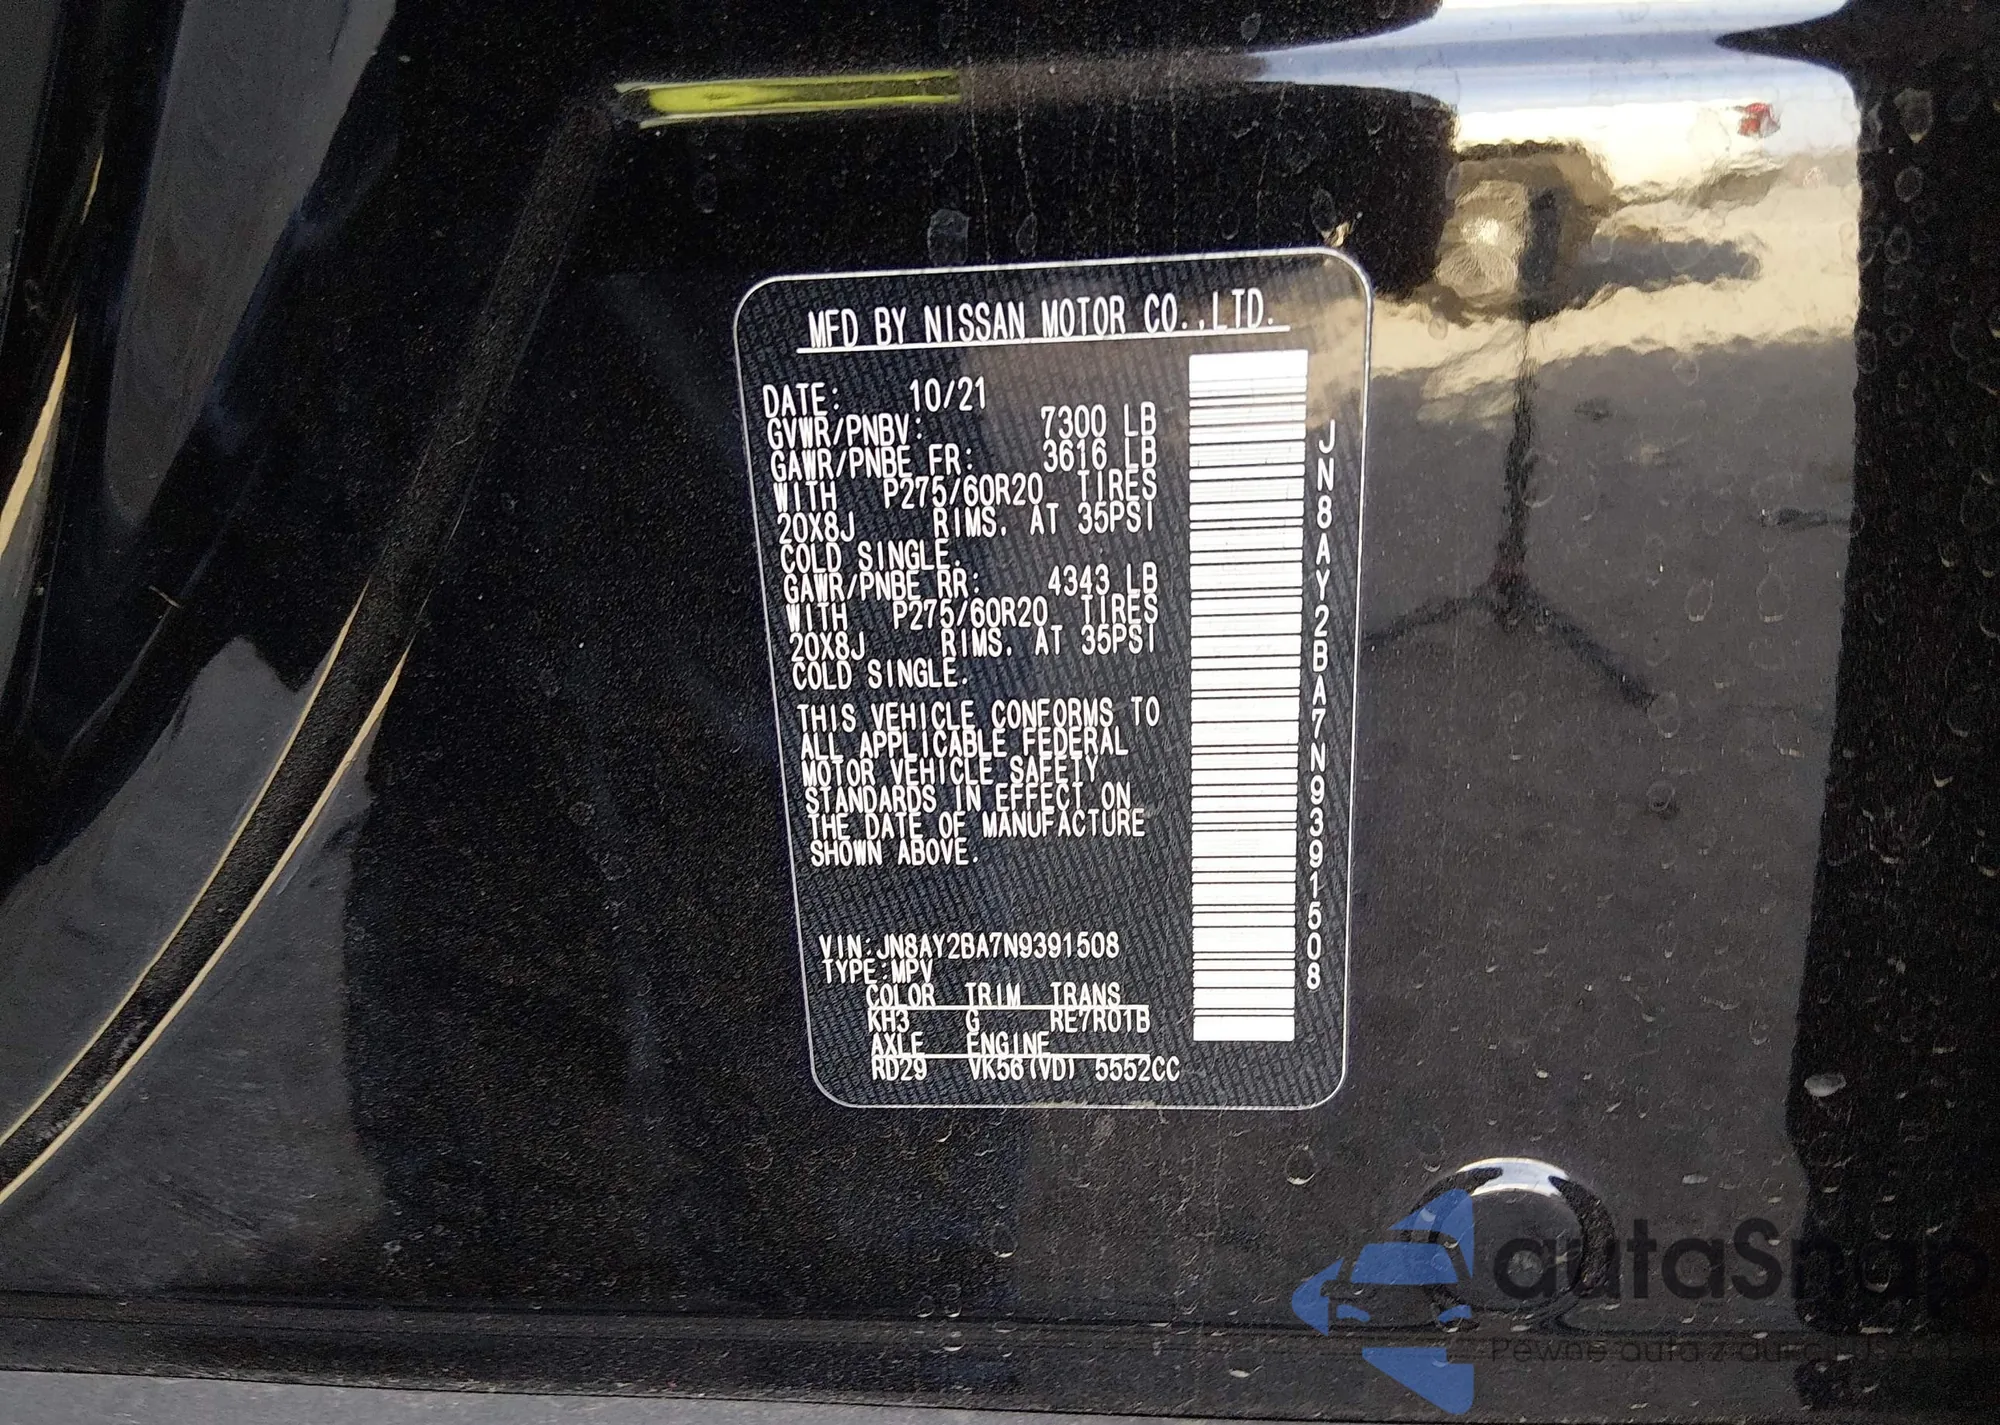 MFD BY NISSAN MOTOR CO.,LTD.
DATE: 10/21
GVWR/PNBV: 7300 LB
GAWR/PNBE FR: 3616 LB
WITH P275/60R20 TIRES
20X8J RIMS, AT 35PSI
COLD SINGLE.
GAWR/PNBE RR: 4343 LB
WITH P275/60R20 TIRES
20X8J RIMS, AT 35PSI
COLD SINGLE.
THIS VEHICLE CONFORMS TO
ALL APPLICABLE FEDERAL
MOTOR VEHICLE SAFETY
STANDARDS IN EFFECT ON
THE DATE OF MANUFACTURE
SHOWN ABOVE.
VIN:JN8AY2BA7N9391508
TYPE:MPV
COLOR TRIM TRANS
KH3 G RE7R01B
AXLE ENGINE
RD29 VK56(VD) 5552CC
JN8AY2BA7N9391508
autaSnap
Pewne auta z